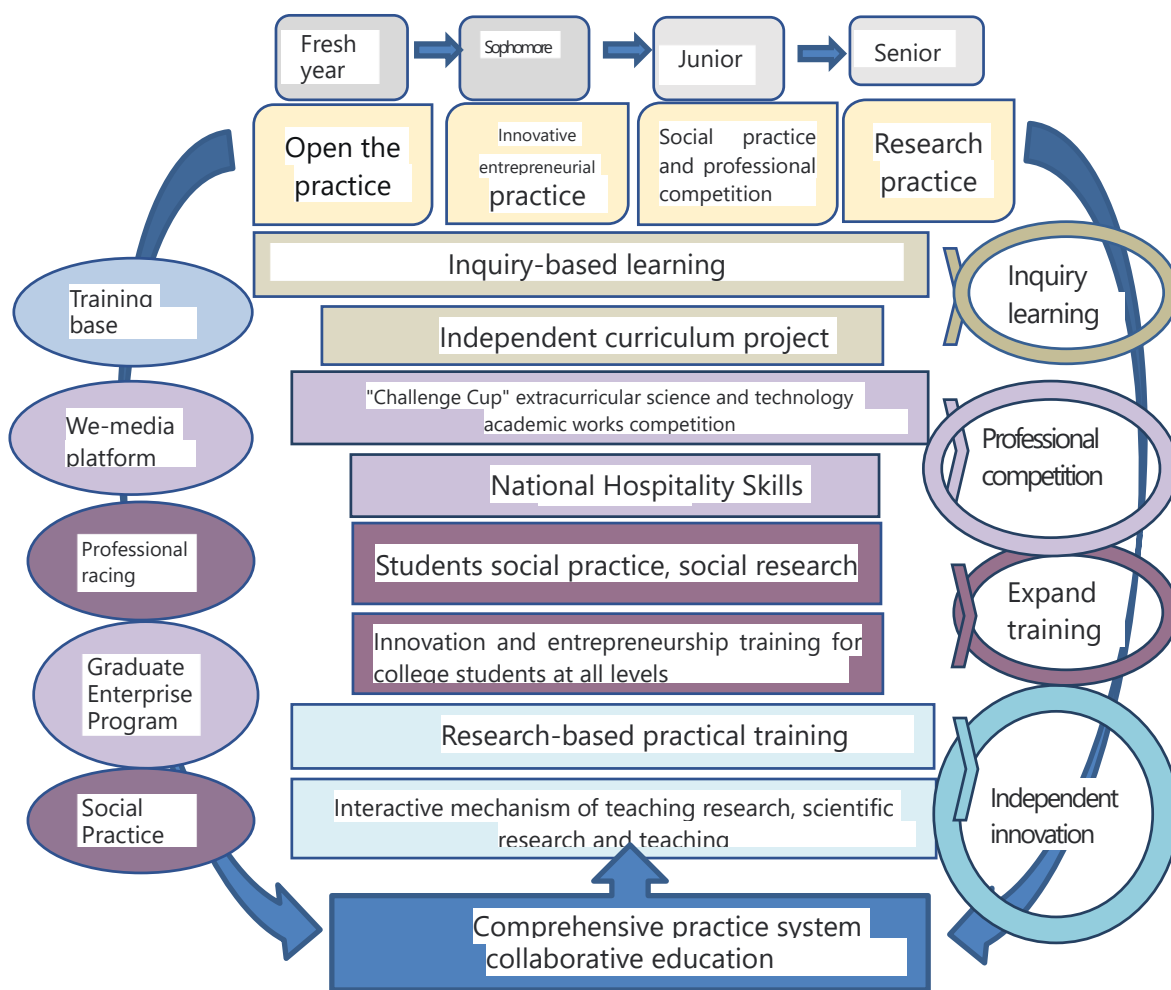 Fresh
year
Sophomore
Junior
Senior
Open the
practice
Innovative
entrepreneurial
practice
Social practice
and professional
competition
Research
practice
Inquiry-based learning
Independent curriculum project
"Challenge Cup" extracurricular science and technology
academic works competition
National Hospitality Skills
Students social practice, social research
Innovation and entrepreneurship training for
college students at all levels
Research-based practical training
Interactive mechanism of teaching research, scientific
research and teaching
Comprehensive practice system
collaborative education
Training
base
We-media
platform
Professional
racing
Graduate
Enterprise
Program
Social
Practice
Inquiry
learning
Professional
competition
Expand
training
Independent
innovation